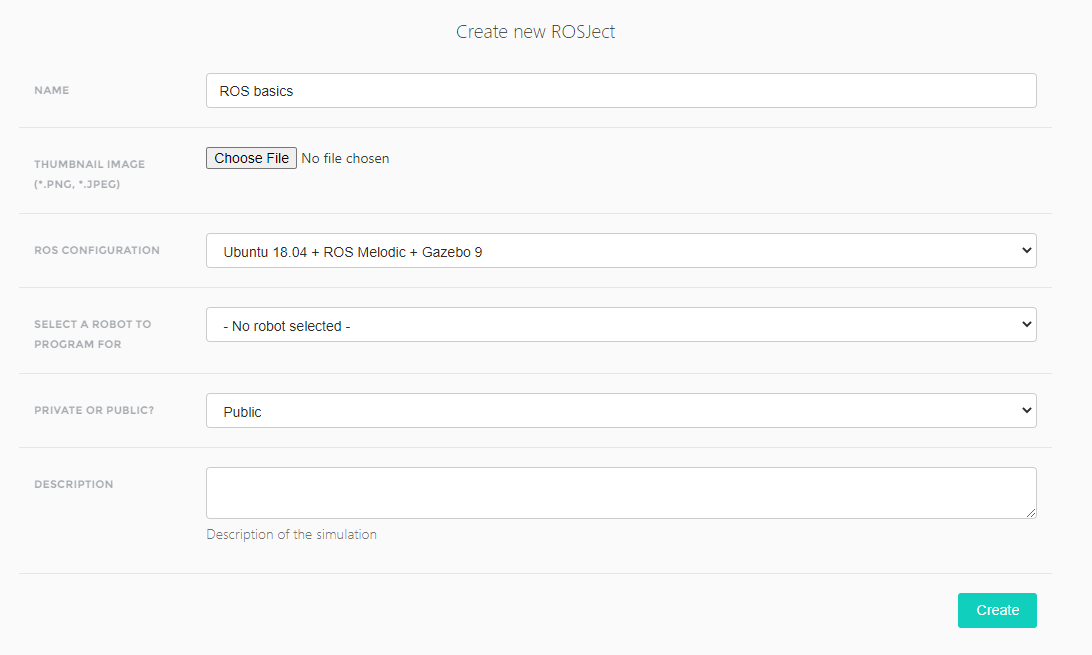 Create new ROSJect
NAME
ROS basics
THUMBNAIL IMAGE
(*.PNG, *.JPEG)
Choose File No file chosen
ROS CONFIGURATION
Ubuntu 18.04 + ROS Melodic + Gazebo 9
SELECT A ROBOT TO
PROGRAM FOR
- No robot selected -
PRIVATE OR PUBLIC?
Public
DESCRIPTION
Description of the simulation
Create